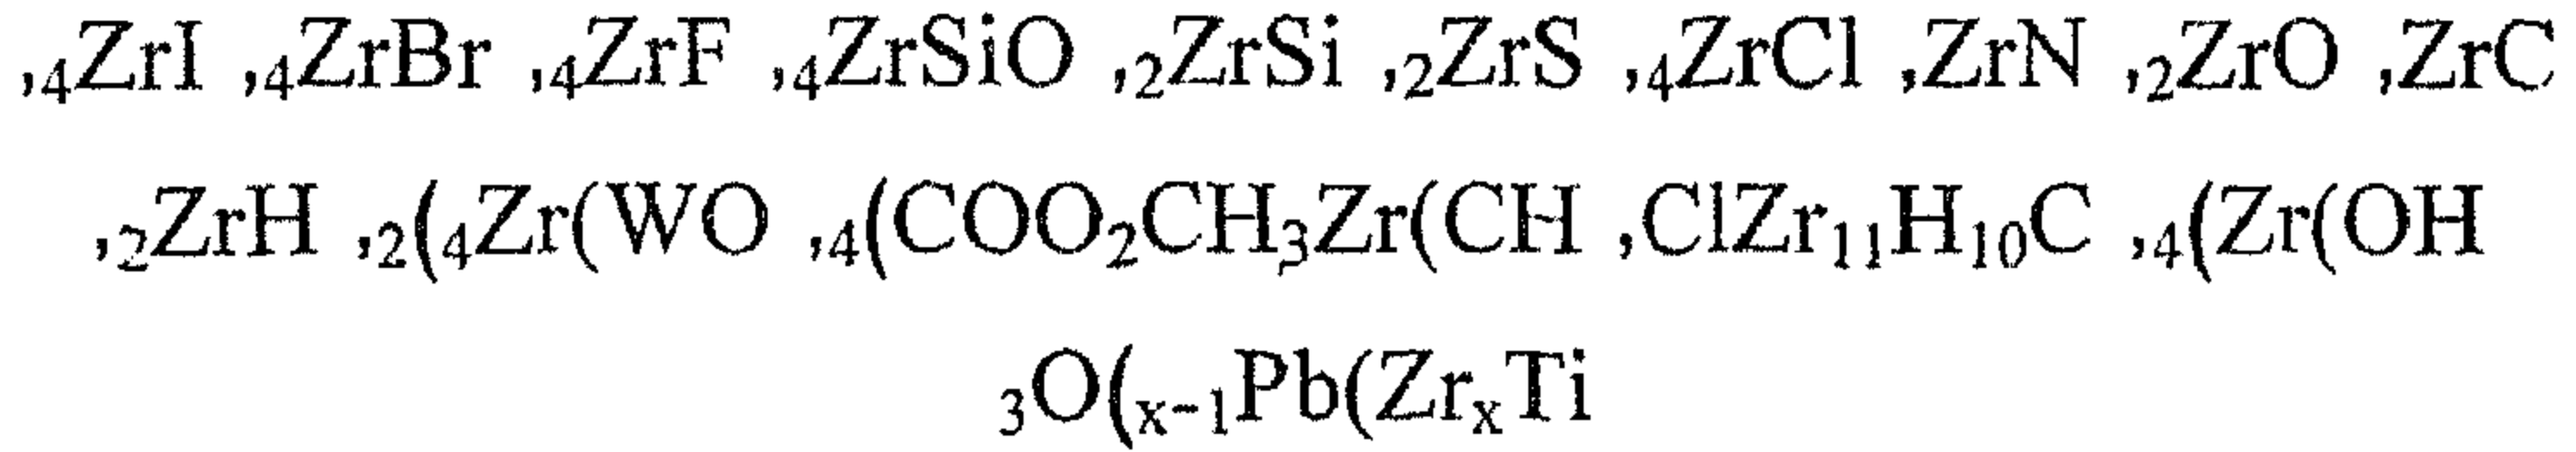 ,₄ZrI ,₄ZrBr ,₄ZrF ,₄ZrSiO ,₂ZrSi ,₂ZrS ,₄ZrCl ,ZrN ,₂ZrO ,ZrC
,₂ZrH ,₂(₄Zr(WO ,₄(COO₂CH₃Zr(CH ,ClZr₁₁H₁₀C ,₄(Zr(OH
₃O(ₓ₋₁Pb(ZrₓTi